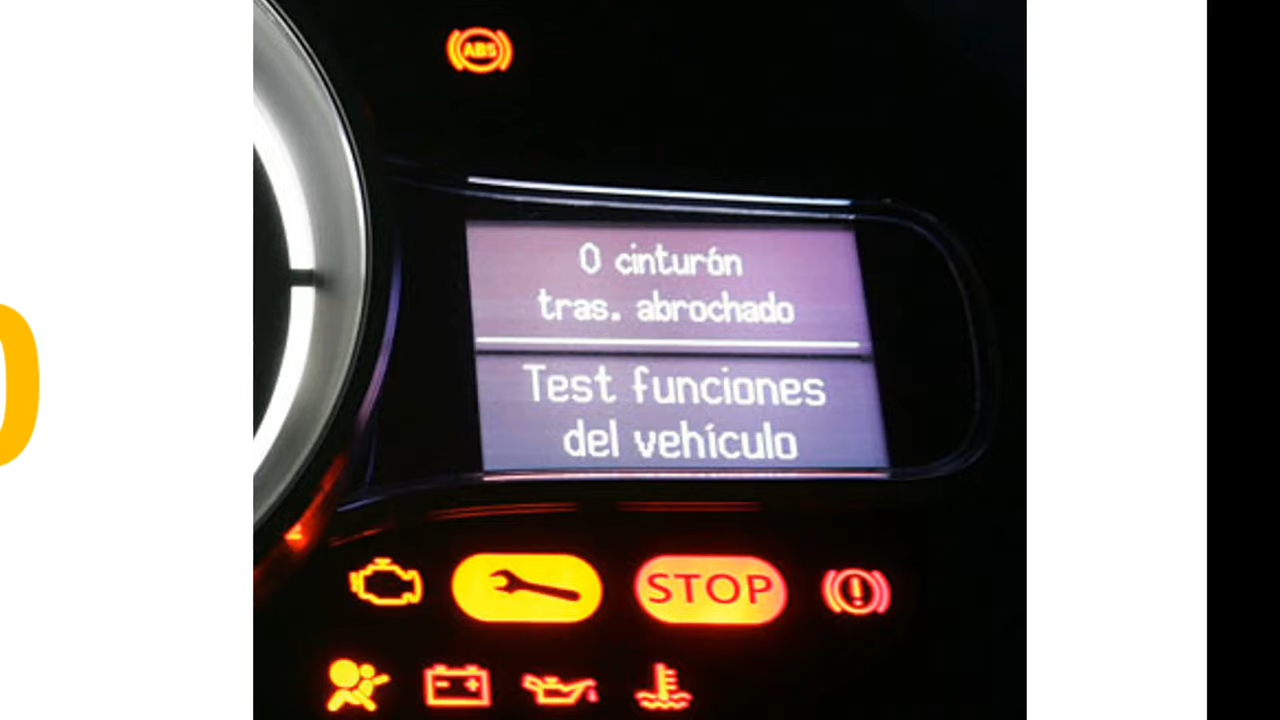 ABS
0 cinturón
tras. abrochado
Test funciones
del vehículo
STOP